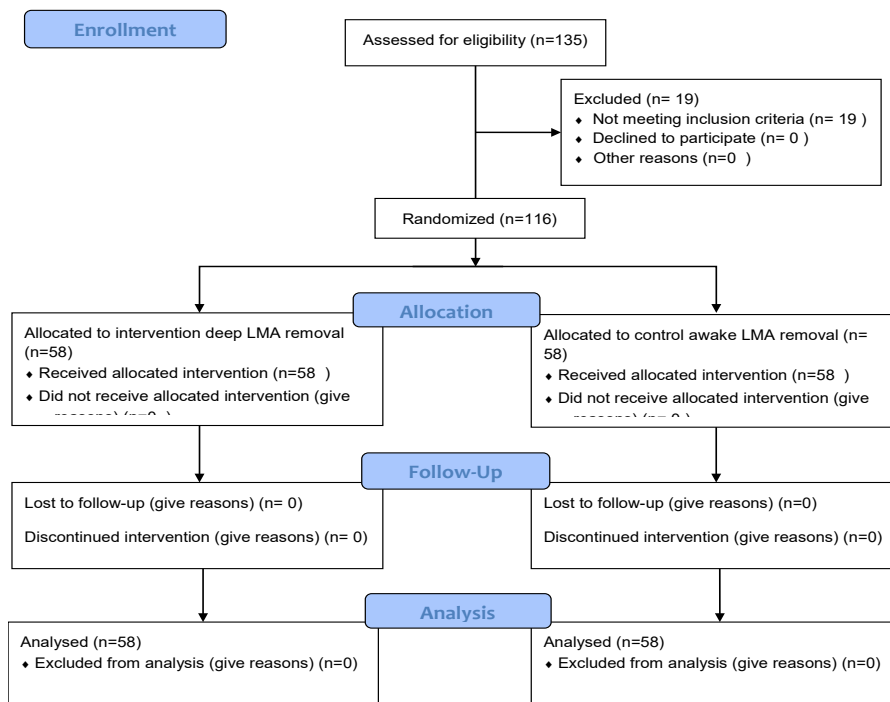 Enrollment
Assessed for eligibility (n=135)
Excluded (n= 19)
♦ Not meeting inclusion criteria (n= 19 )
♦ Declined to participate (n= 0 )
♦ Other reasons (n=0 )
Randomized (n=116)
Allocation
Allocated to intervention deep LMA removal
(n=58)
♦ Received allocated intervention (n=58 )
♦ Did not receive allocated intervention (give
reasons) (n=0 )
Allocated to control awake LMA removal (n=
58)
♦ Received allocated intervention (n=58 )
♦ Did not receive allocated intervention (give
reasons) (n= 0 )
Follow-Up
Lost to follow-up (give reasons) (n= 0)
Discontinued intervention (give reasons) (n= 0)
Lost to follow-up (give reasons) (n=0)
Discontinued intervention (give reasons) (n=0)
Analysis
Analysed (n=58)
♦ Excluded from analysis (give reasons) (n=0)
Analysed (n=58)
♦ Excluded from analysis (give reasons) (n=0)